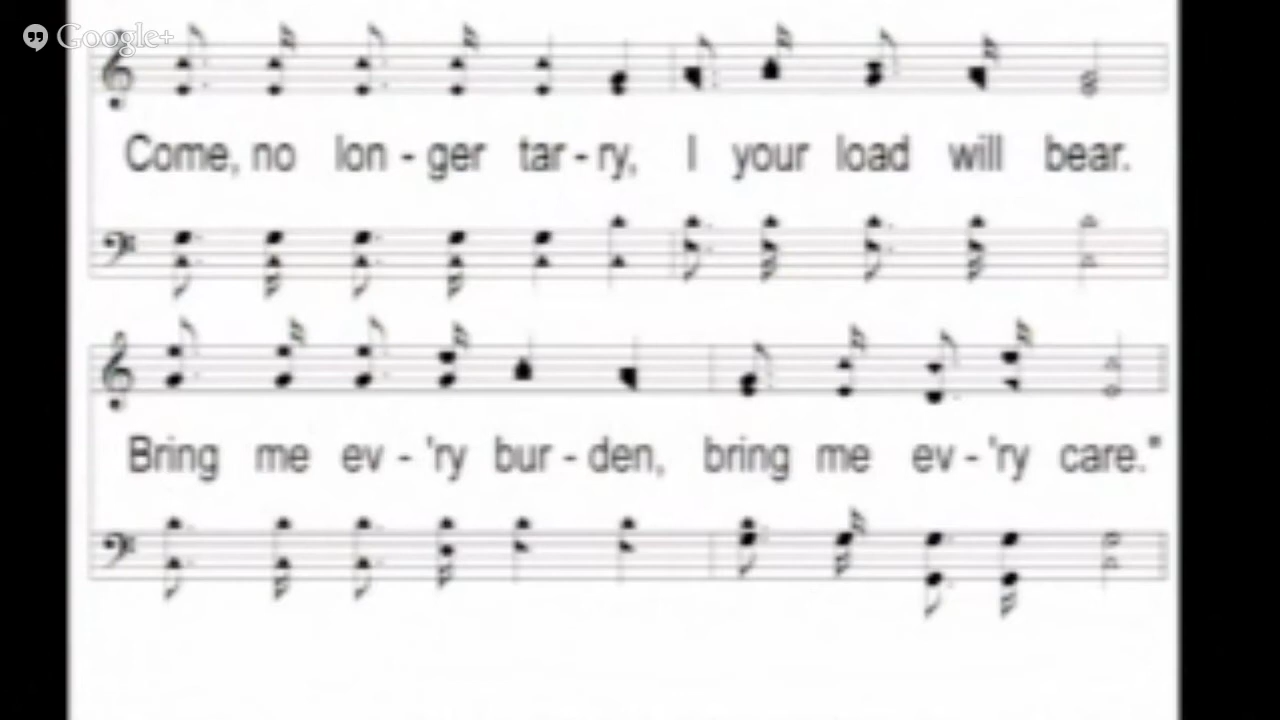 Google+
Come, no lon - ger tar - ry, I your load will bear.
Bring me ev - 'ry bur - den, bring me ev - 'ry care."